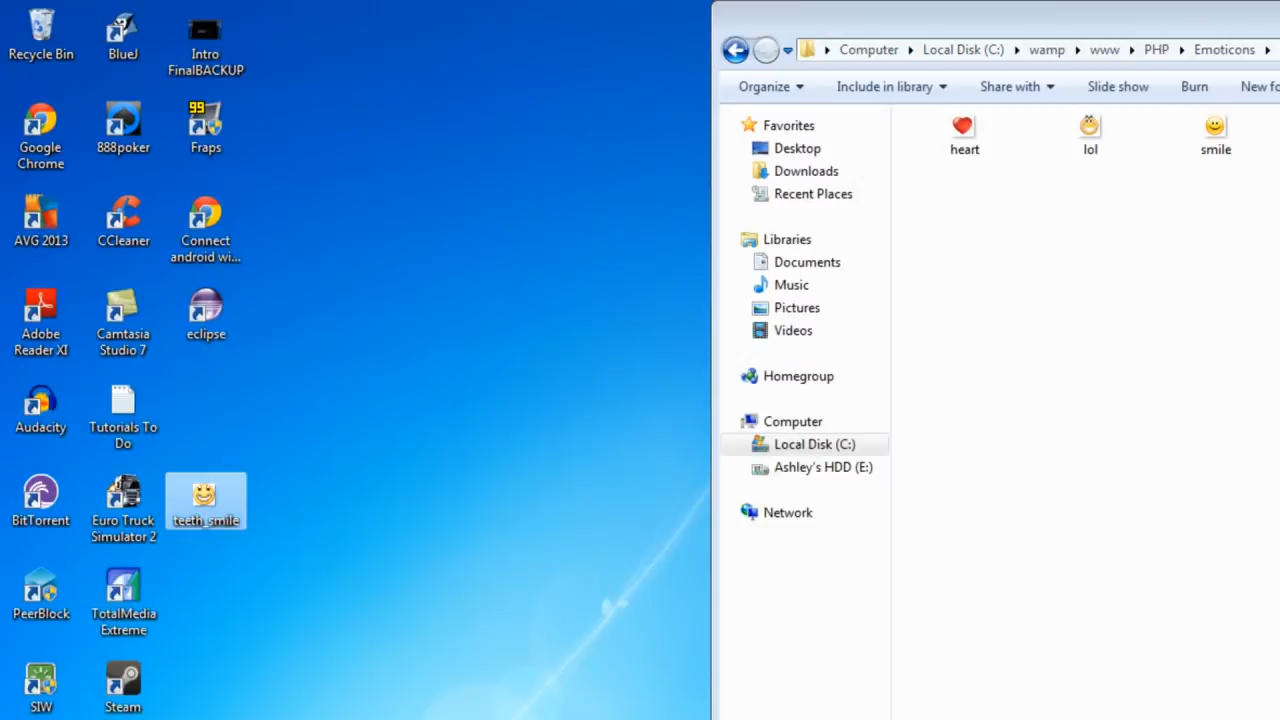 Recycle Bin
BlueJ
Intro
FinalBACKUP
Google
Chrome
888poker
99
Fraps
AVG 2013
CCleaner
Connect
android wi...
Adobe
Reader XI
Camtasia
Studio 7
eclipse
Audacity
Tutorials To
Do
BitTorrent
Euro Truck
Simulator 2
teeth_smile
PeerBlock
TotalMedia
Extreme
SIW
Steam
Computer Local Disk (C:) wamp www PHP Emoticons
Organize Include in library Share with Slide show Burn New fo
Favorites
Desktop
Downloads
Recent Places
Libraries
Documents
Music
Pictures
Videos
Homegroup
Computer
Local Disk (C:)
Ashley's HDD (E:)
Network
heart
lol
smile